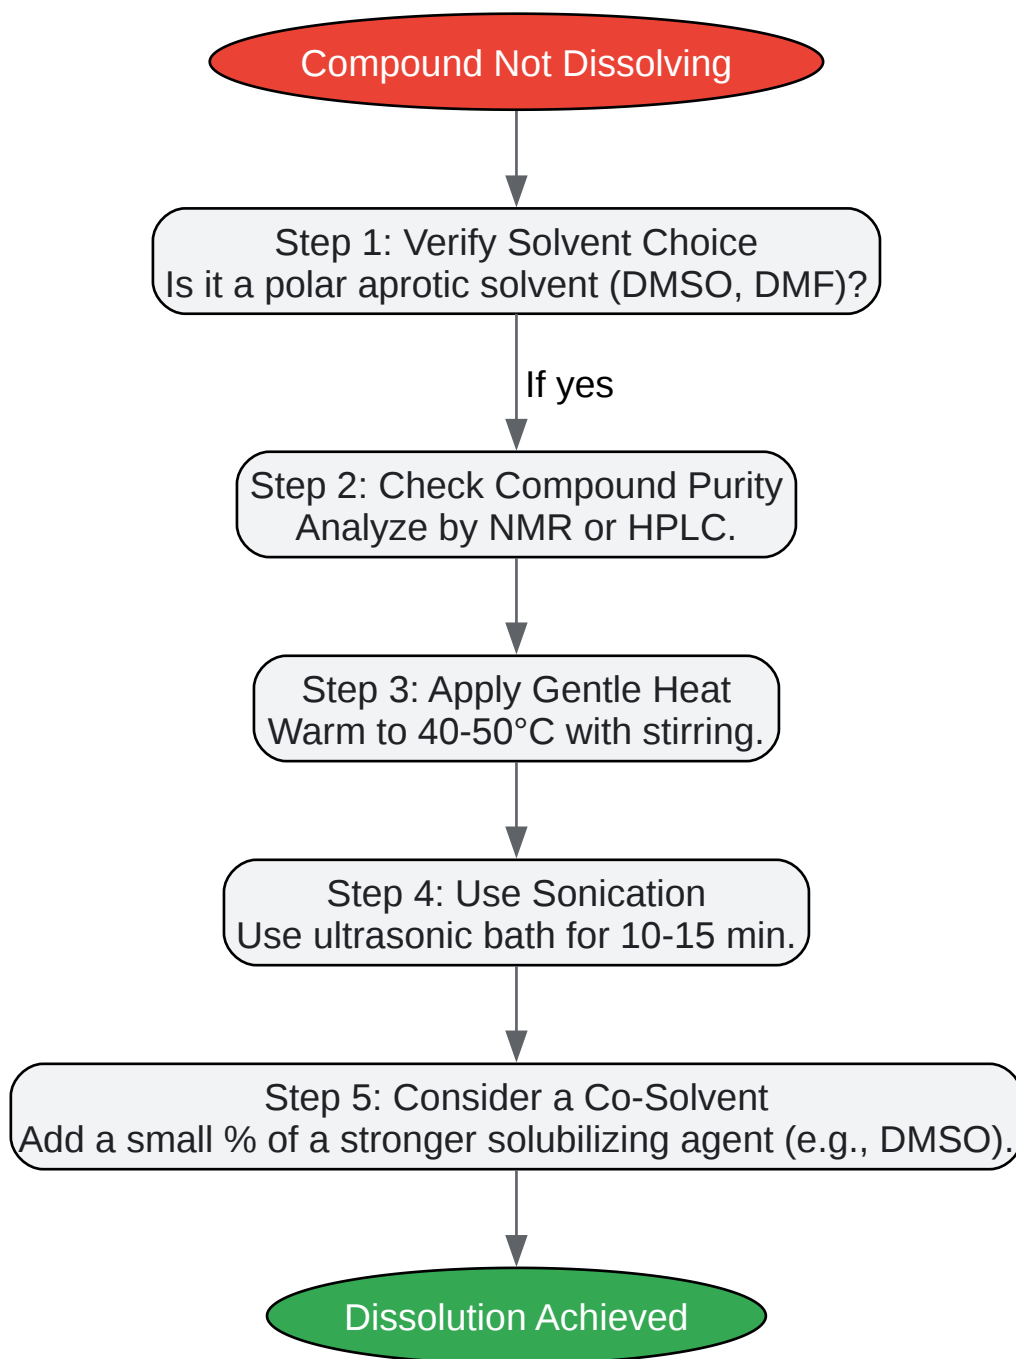 Compound Not Dissolving
Step 1: Verify Solvent Choice
Is it a polar aprotic solvent (DMSO, DMF)?
If yes
Step 2: Check Compound Purity
Analyze by NMR or HPLC.
Step 3: Apply Gentle Heat
Warm to 40-50°C with stirring.
Step 4: Use Sonication
Use ultrasonic bath for 10-15 min.
Step 5: Consider a Co-Solvent
Add a small % of a stronger solubilizing agent (e.g., DMSO).
Dissolution Achieved